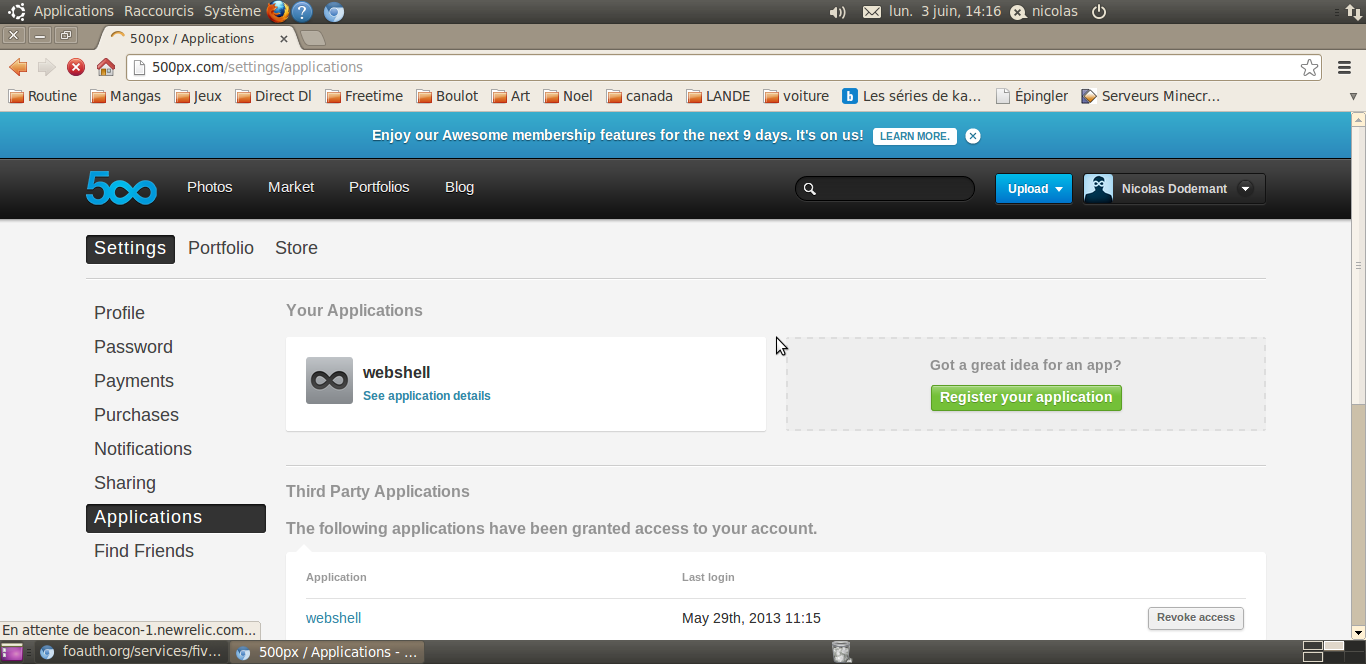 Applications Raccourcis Système lun. 3 juin, 14:16 nicolas
500px / Applications
500px.com/settings/applications
Routine Mangas Jeux Direct Dl Freetime Boulot Art Noel canada LANDE voiture Les séries de ka... Épingler Serveurs Minecr...
Enjoy our Awesome membership features for the next 9 days. It's on us! LEARN MORE.
500 Photos Market Portfolios Blog Upload Nicolas Dodemant
Settings Portfolio Store
Profile
Password
Payments
Purchases
Notifications
Sharing
Applications
Find Friends
Your Applications
webshell
See application details
Got a great idea for an app?
Register your application
Third Party Applications
The following applications have been granted access to your account.
Application Last login
webshell May 29th, 2013 11:15 Revoke access
En attente de beacon-1.newrelic.com...
foauth.org/services/fiv... 500px / Applications - ...